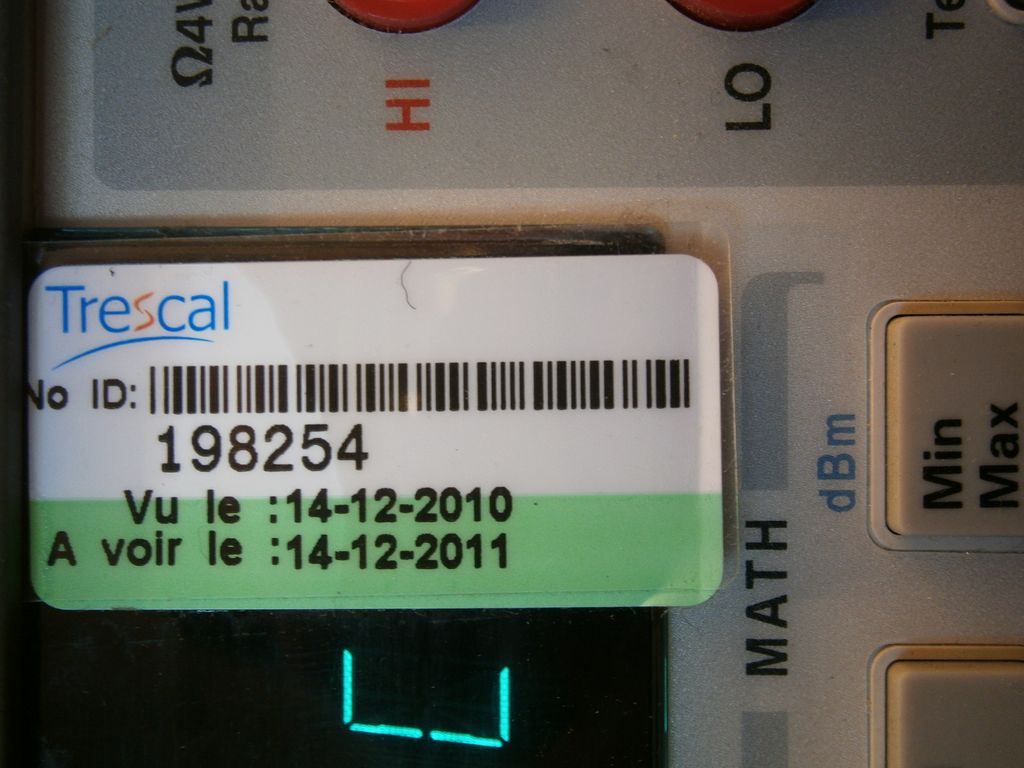 Ω4W
HI
LO
Trescal
No ID:
198254
Vu le :14-12-2010
A voir le :14-12-2011
dBm
Min
Max
MATH